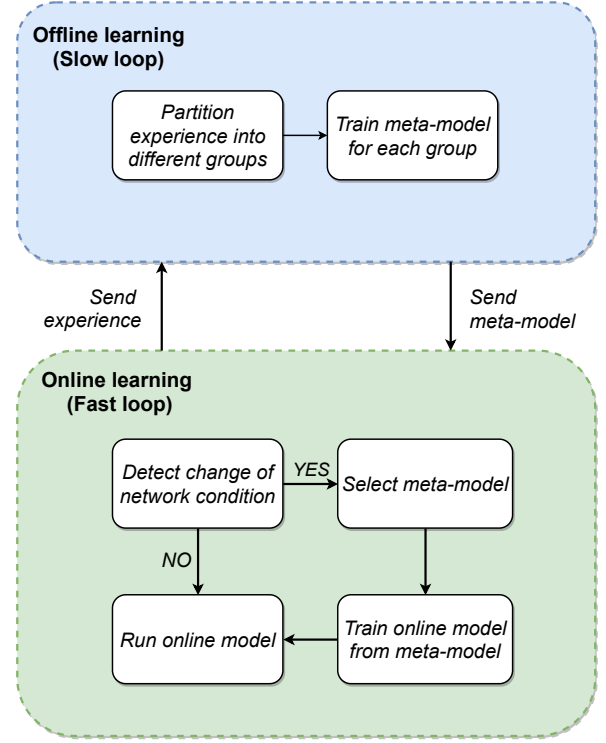 Offline learning
(Slow loop)
Partition
experience into
different groups
Train meta-model
for each group
Send
experience
Send
meta-model
Online learning
(Fast loop)
Detect change of
network condition
YES
Select meta-model
NO
Run online model
Train online model
from meta-model